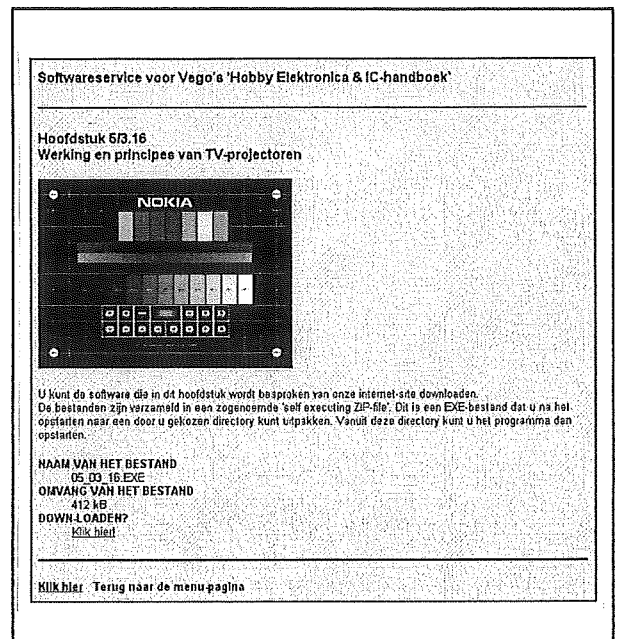 Softwareservice voor Vego's 'Hobby Elektronica & IC-handboek'
Hoofdstuk 5/3.16
Werking en principes van TV-projectoren
NOKIA
U kunt de software die in dit hoofdstuk wordt besproken van onze internet-site downloaden.
De bestanden zijn verzameld in een zogenoemde 'self executing ZIP-file'. Dit is een EXE-bestand dat u na het
opstarten naar een door u gekozen directory kunt uitpakken. Vanuit deze directory kunt u het programma dan
opstarten.
NAAM VAN HET BESTAND
05_03_16.EXE
OMVANG VAN HET BESTAND
412 kB
DOWN-LOADEN?
Klik hier!
Klik hier Terug naar de menu-pagina